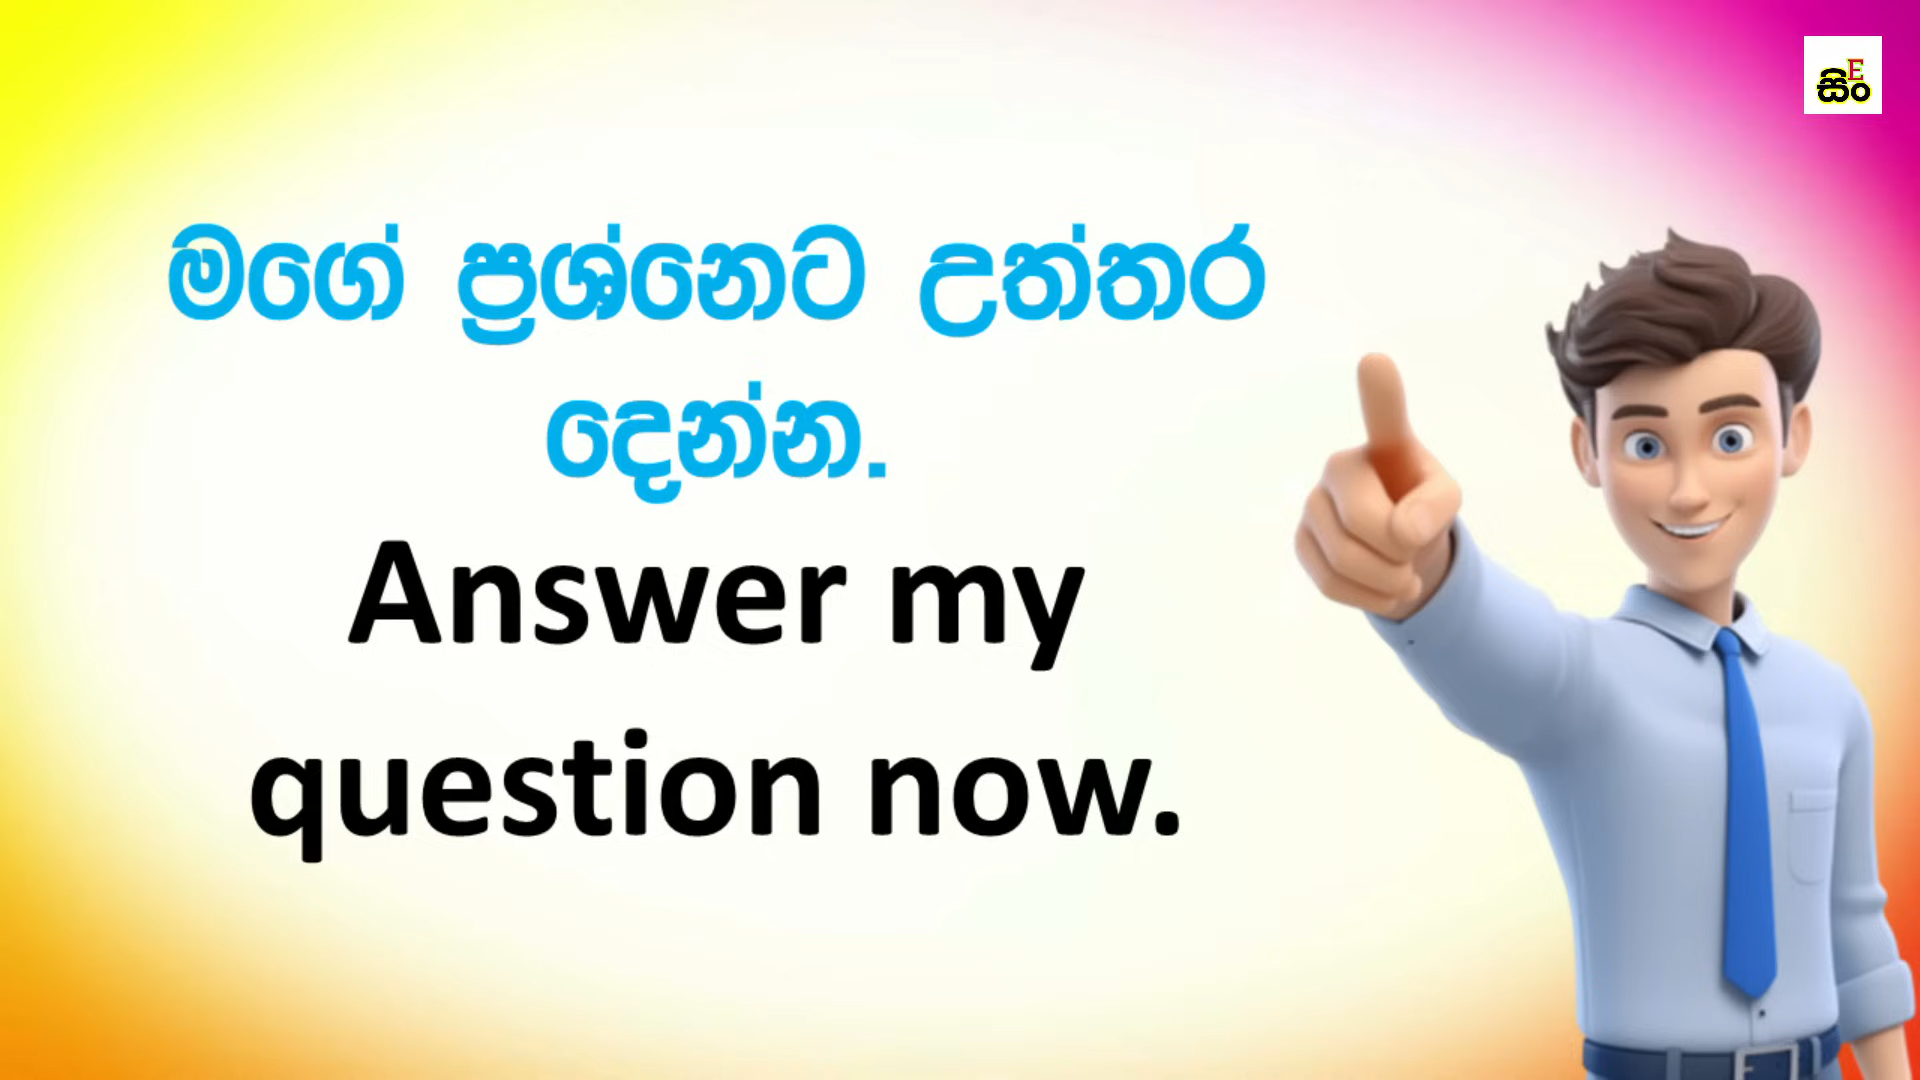 සිං
E
මගේ ප්‍රශ්නෙට උත්තර
දෙන්න.
Answer my
question now.